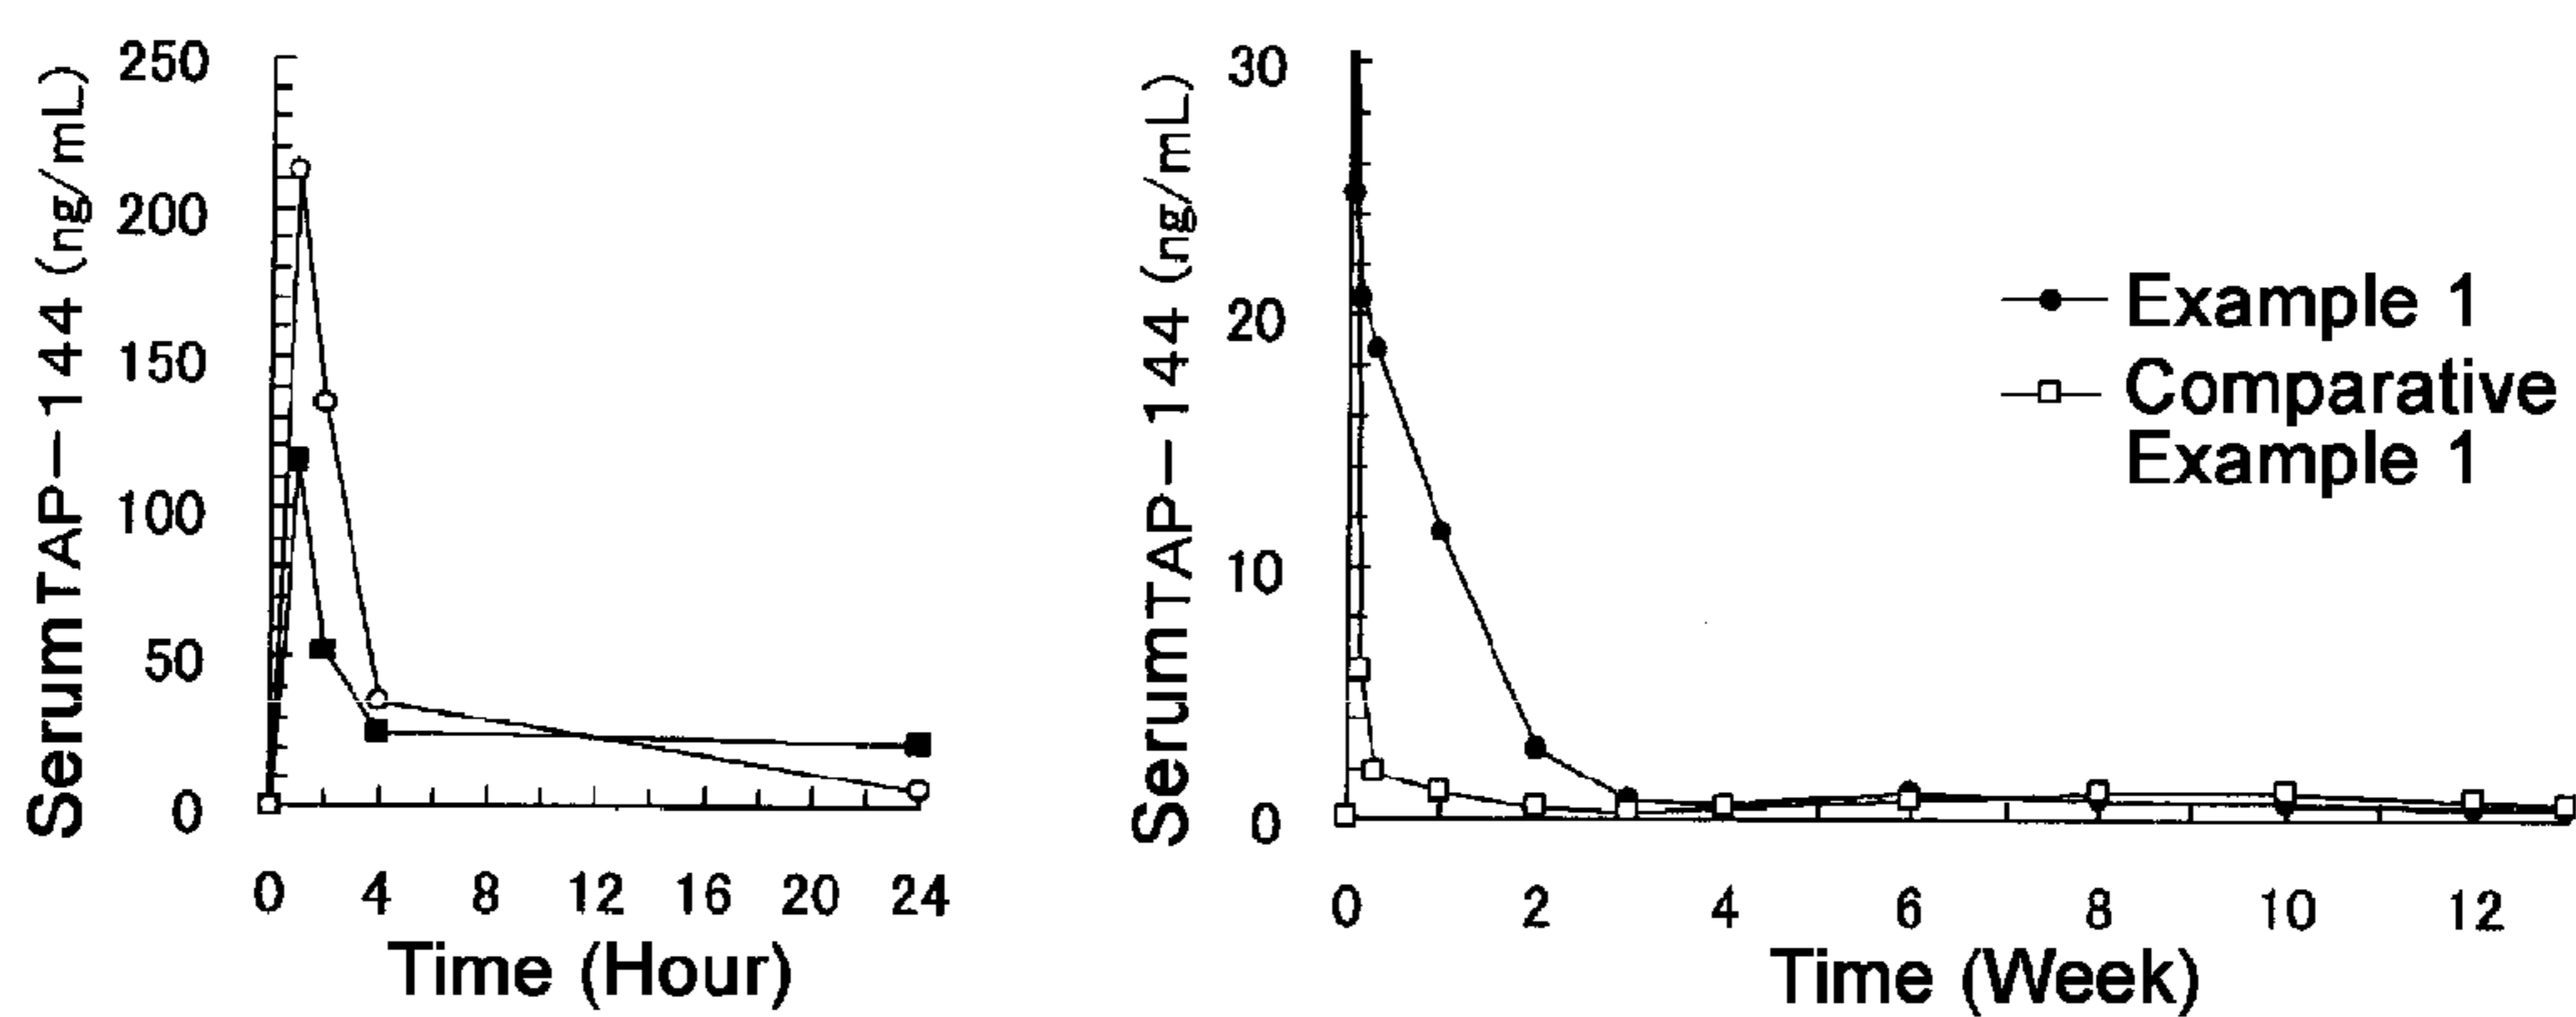 SerumTAP-144 (ng/mL)
250
200
150
100
50
0
0 4 8 12 16 20 24
Time (Hour)
SerumTAP-144 (ng/mL)
30
20
10
0
0 2 4 6 8 10 12
Time (Week)
Example 1
Comparative
Example 1